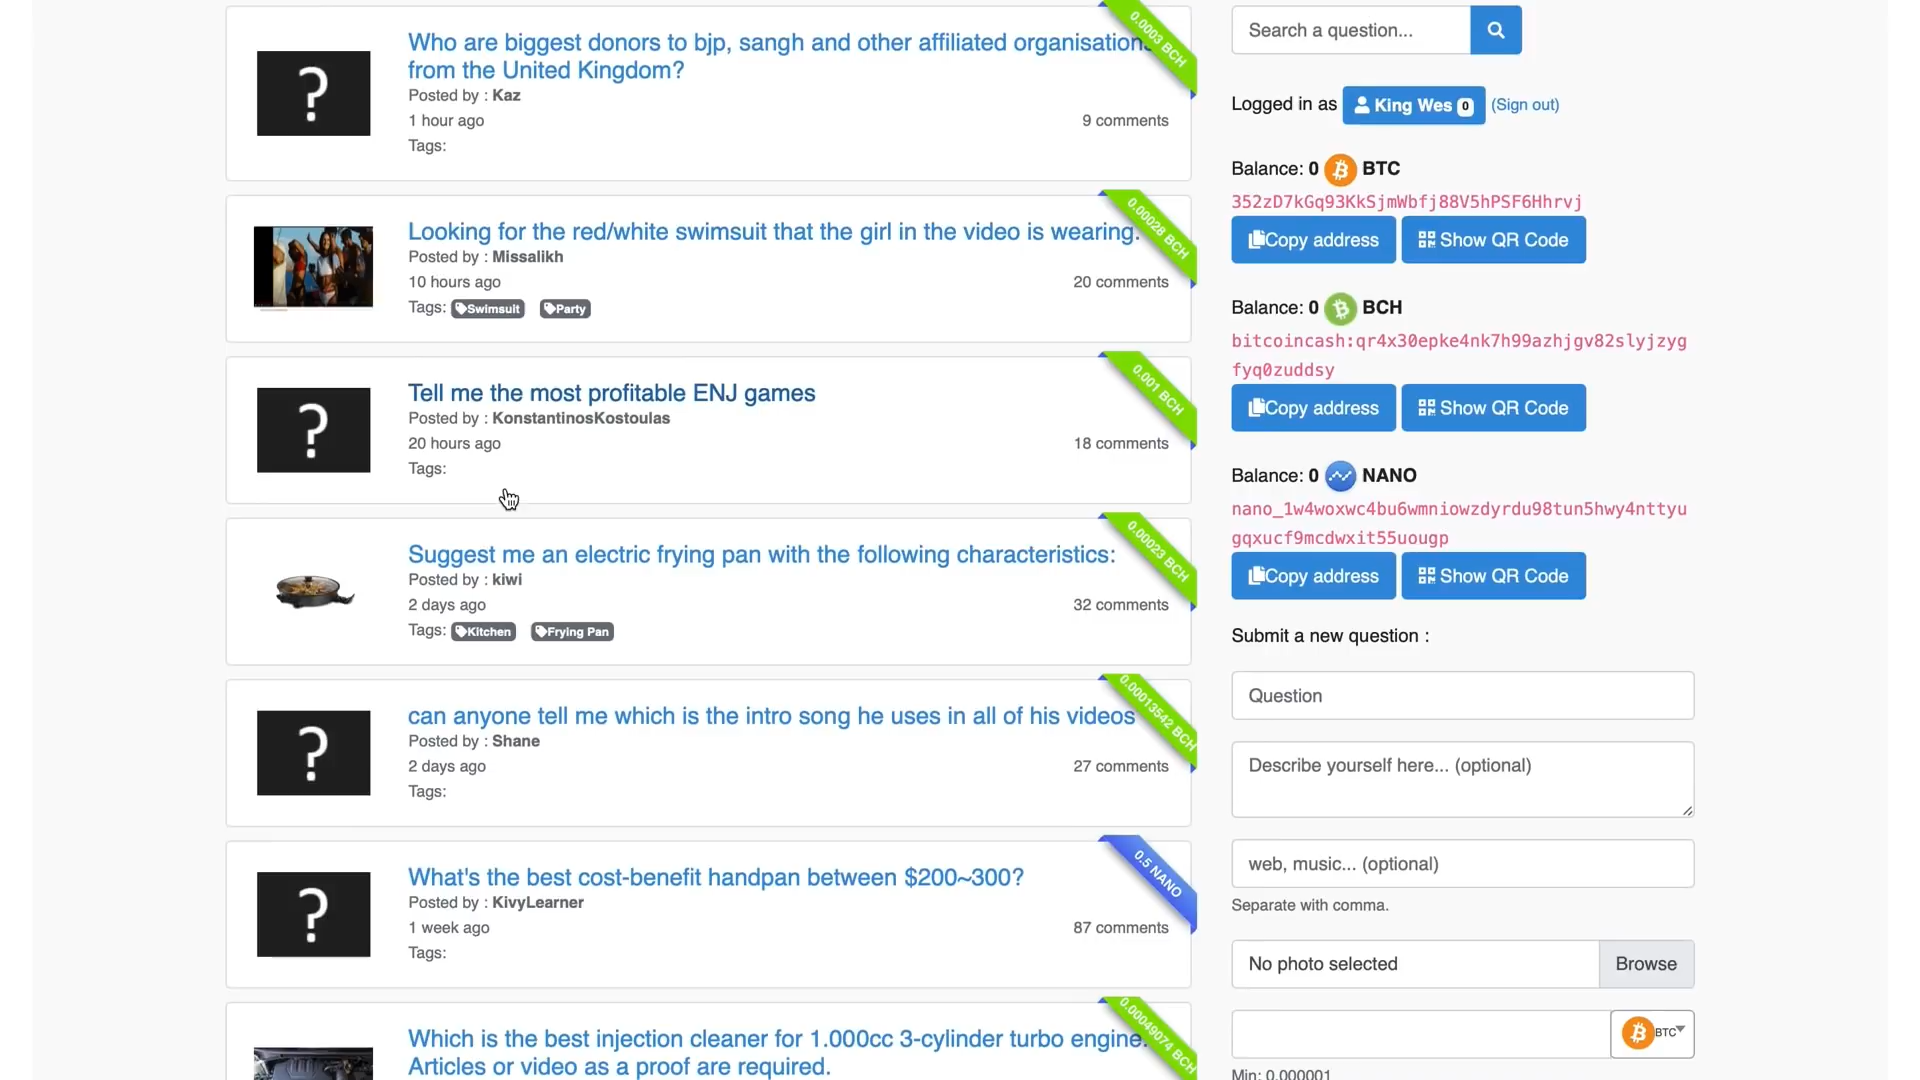 Who are biggest donors to bjp, sangh and other affiliated organisations
from the United Kingdom?
Posted by : Kaz
1 hour ago
9 comments
Tags:
0.0003 BCH
Looking for the red/white swimsuit that the girl in the video is wearing.
Posted by : Missalikh
10 hours ago
20 comments
Tags: Swimsuit Party
0.00028 BCH
Tell me the most profitable ENJ games
Posted by : KonstantinosKostoulas
20 hours ago
18 comments
Tags:
0.001 BCH
Suggest me an electric frying pan with the following characteristics:
Posted by : kiwi
2 days ago
32 comments
Tags: Kitchen Frying Pan
0.00023 BCH
can anyone tell me which is the intro song he uses in all of his videos
Posted by : Shane
2 days ago
27 comments
Tags:
0.00013542 BCH
What's the best cost-benefit handpan between $200~300?
Posted by : KivyLearner
1 week ago
87 comments
Tags:
0.5 NANO
Which is the best injection cleaner for 1.000cc 3-cylinder turbo engine.
Articles or video as a proof are required.
0.00049074 BCH
Search a question...
Logged in as King Wes 0 (Sign out)
Balance: 0 BTC
352zD7kGq93KkSjmWbfj88V5hPSF6Hhrvj
Copy address Show QR Code
Balance: 0 BCH
bitcoincash:qr4x30epke4nk7h99azhjgv82slyjzyg
fyq0zuddsy
Copy address Show QR Code
Balance: 0 NANO
nano_1w4woxwc4bu6wmniowzdyrdu98tun5hwy4nttyu
gqxucf9mcdwxit55uougp
Copy address Show QR Code
Submit a new question :
Question
Describe yourself here... (optional)
web, music... (optional)
Separate with comma.
No photo selected Browse
BTC
Min: 0.000001